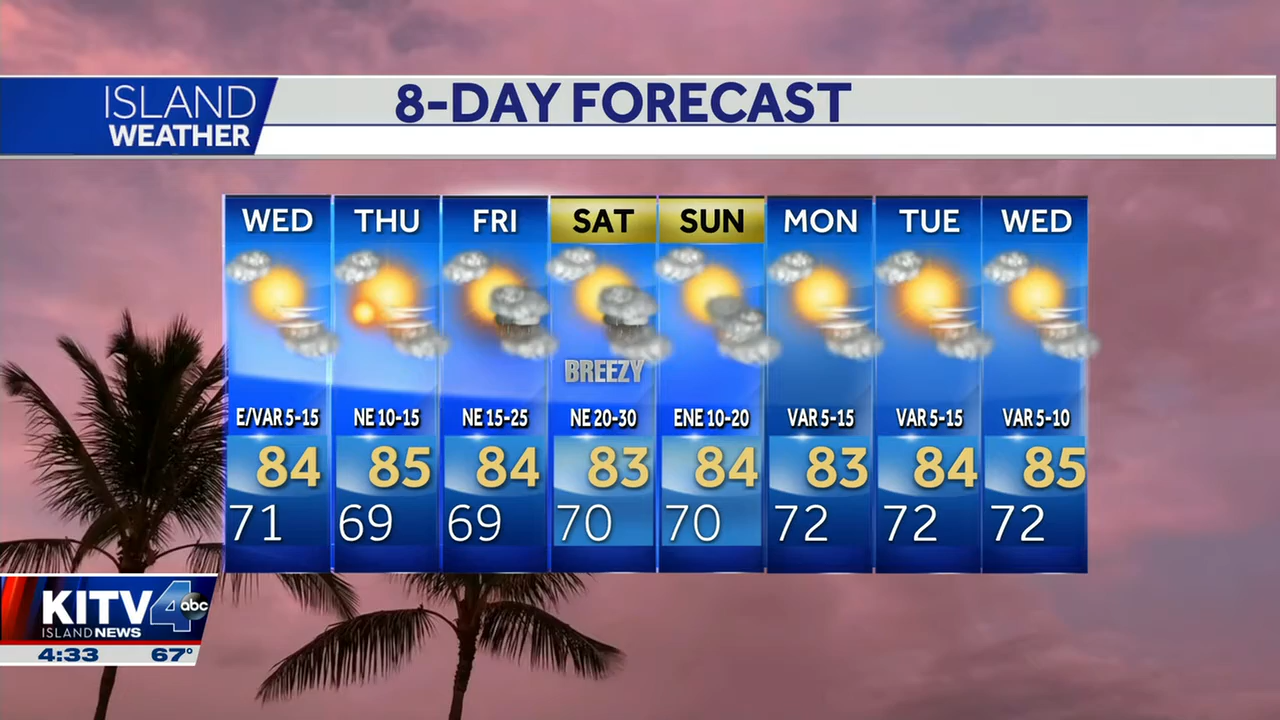 ISLAND
WEATHER
8-DAY FORECAST
WED THU FRI SAT SUN MON TUE WED
BREEZY
E/VAR 5-15 NE 10-15 NE 15-25 NE 20-30 ENE 10-20 VAR 5-15 VAR 5-15 VAR 5-10
84 85 84 83 84 83 84 85
71 69 69 70 70 72 72 72
KITV4 abc
ISLAND NEWS
4:33 67°